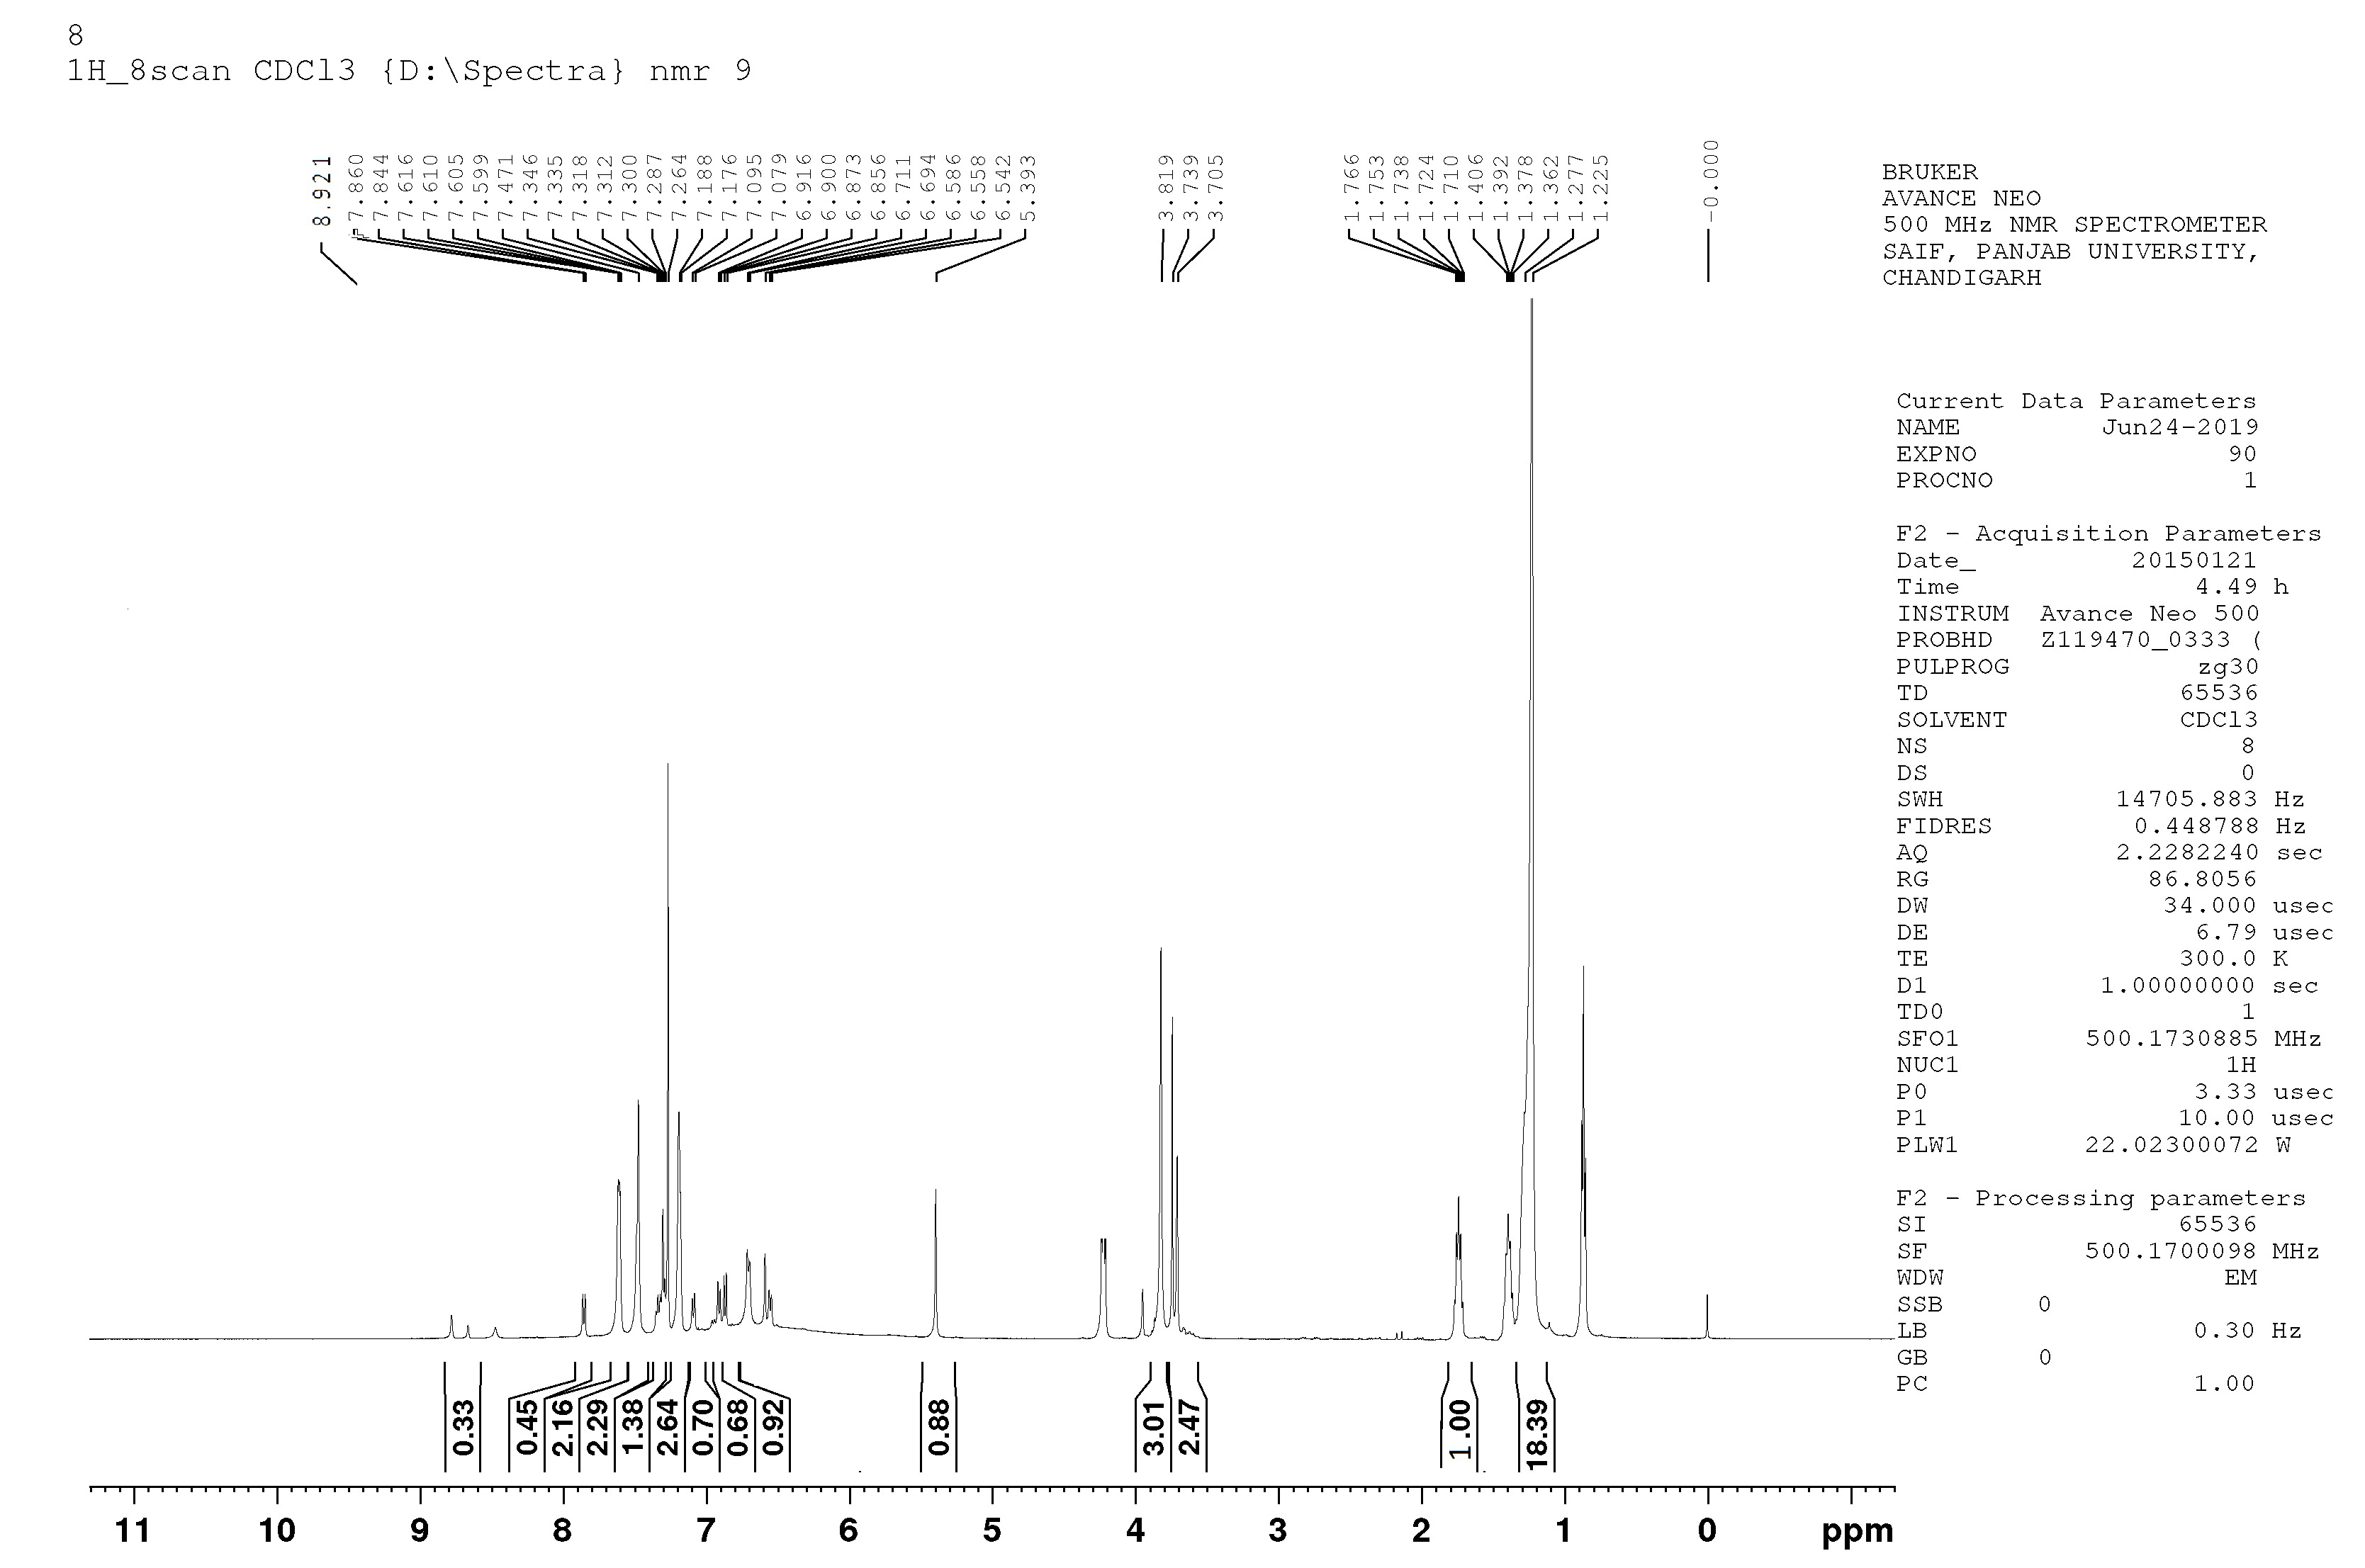 8
1H_8scan CDCl3 {D:\Spectra} nmr 9
8.921
7.860
7.844
7.616
7.610
7.605
7.599
7.471
7.346
7.335
7.318
7.312
7.300
7.287
7.264
7.188
7.176
7.095
7.079
6.916
6.900
6.873
6.856
6.711
6.694
6.586
6.558
6.542
5.393
3.819
3.739
3.705
1.766
1.753
1.738
1.724
1.710
1.406
1.392
1.378
1.362
1.277
1.225
-0.000
BRUKER
AVANCE NEO
500 MHz NMR SPECTROMETER
SAIF, PANJAB UNIVERSITY,
CHANDIGARH
Current Data Parameters
NAME Jun24-2019
EXPNO 90
PROCNO 1
F2 - Acquisition Parameters
Date_ 20150121
Time 4.49 h
INSTRUM Avance Neo 500
PROBHD Z119470_0333 (
PULPROG zg30
TD 65536
SOLVENT CDCl3
NS 8
DS 0
SWH 14705.883 Hz
FIDRES 0.448788 Hz
AQ 2.2282240 sec
RG 86.8056
DW 34.000 usec
DE 6.79 usec
TE 300.0 K
D1 1.00000000 sec
TD0 1
SFO1 500.1730885 MHz
NUC1 1H
P0 3.33 usec
P1 10.00 usec
PLW1 22.02300072 W
F2 - Processing parameters
SI 65536
SF 500.1700098 MHz
WDW EM
SSB 0
LB 0.30 Hz
GB 0
PC 1.00
0.33
0.45
2.16
2.29
1.38
2.64
0.70
0.68
0.92
0.88
3.01
2.47
1.00
18.39
11 10 9 8 7 6 5 4 3 2 1 0 ppm